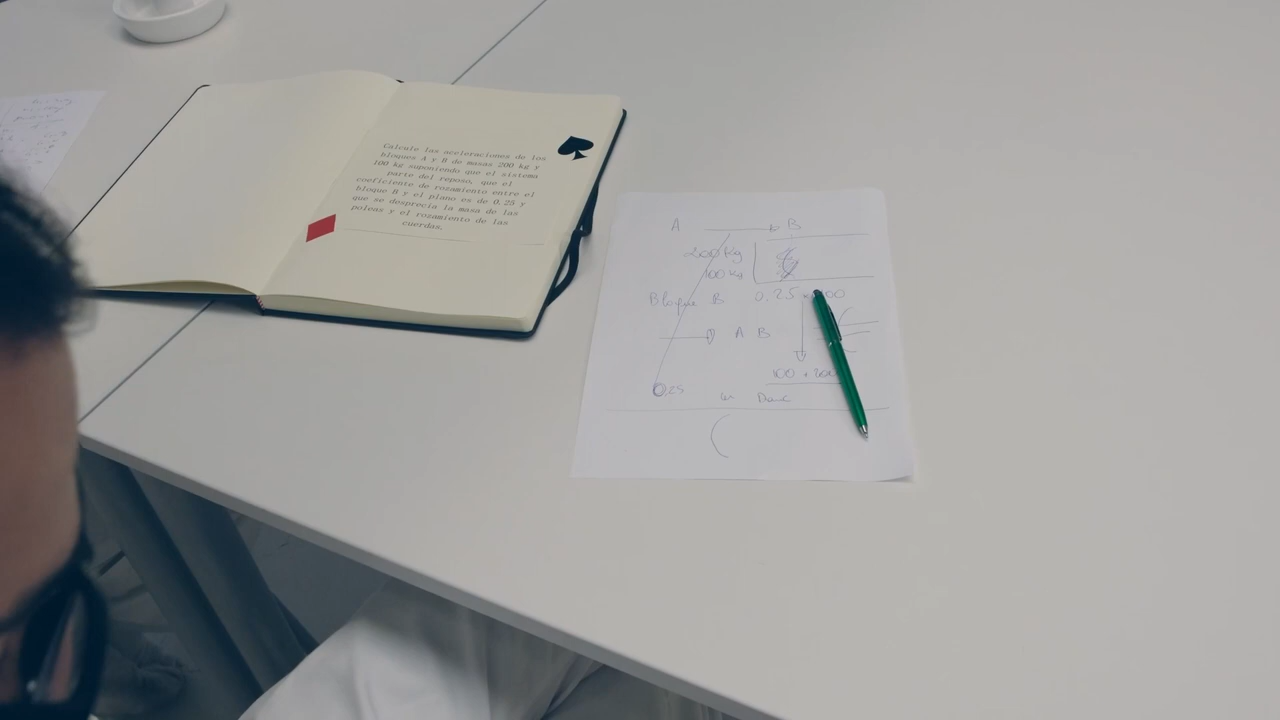 Calcule las aceleraciones de los
bloques A y B de masas 200 kg y
100 kg suponiendo que el sistema
parte del reposo, que el
coeficiente de rozamiento entre el
bloque B y el plano es de 0.25 y
que se desprecia la masa de las
poleas y el rozamiento de las
cuerdas.
A B
200 kg
100 kg
Bloque B 0.25
A B
100 + 200
0.25